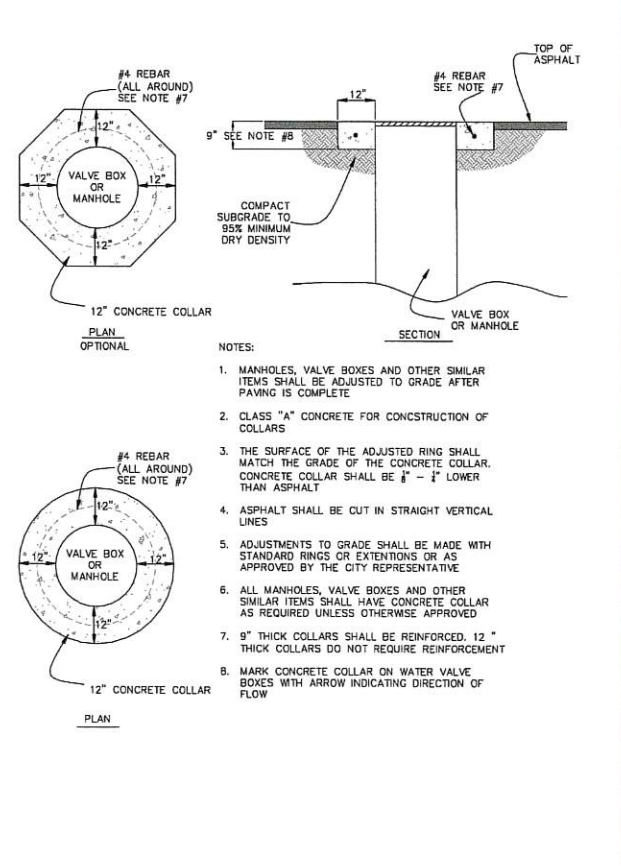 #4 REBAR
(ALL AROUND)
SEE NOTE #7
12"
12"
12"
12"
VALVE BOX
OR
MANHOLE
12" CONCRETE COLLAR
PLAN
OPTIONAL
TOP OF
ASPHALT
12"
#4 REBAR
SEE NOTE #7
9" SEE NOTE #8
COMPACT
SUBGRADE TO
95% MINIMUM
DRY DENSITY
VALVE BOX
OR MANHOLE
SECTION
#4 REBAR
(ALL AROUND)
SEE NOTE #7
12"
12"
12"
12"
VALVE BOX
OR
MANHOLE
12" CONCRETE COLLAR
PLAN
NOTES:
1. MANHOLES, VALVE BOXES AND OTHER SIMILAR
ITEMS SHALL BE ADJUSTED TO GRADE AFTER
PAVING IS COMPLETE
2. CLASS "A" CONCRETE FOR CONCSTRUCTION OF
COLLARS
3. THE SURFACE OF THE ADJUSTED RING SHALL
MATCH THE GRADE OF THE CONCRETE COLLAR.
CONCRETE COLLAR SHALL BE - LOWER
THAN ASPHALT
4. ASPHALT SHALL BE CUT IN STRAIGHT VERTICAL
LINES
5. ADJUSTMENTS TO GRADE SHALL BE MADE WITH
STANDARD RINGS OR EXTENTIONS OR AS
APPROVED BY THE CITY REPRESENTATIVE
6. ALL MANHOLES, VALVE BOXES AND OTHER
SIMILAR ITEMS SHALL HAVE CONCRETE COLLAR
AS REQUIRED UNLESS OTHERWISE APPROVED
7. 9" THICK COLLARS SHALL BE REINFORCED. 12 "
THICK COLLARS DO NOT REQUIRE REINFORCEMENT
8. MARK CONCRETE COLLAR ON WATER VALVE
BOXES WITH ARROW INDICATING DIRECTION OF
FLOW